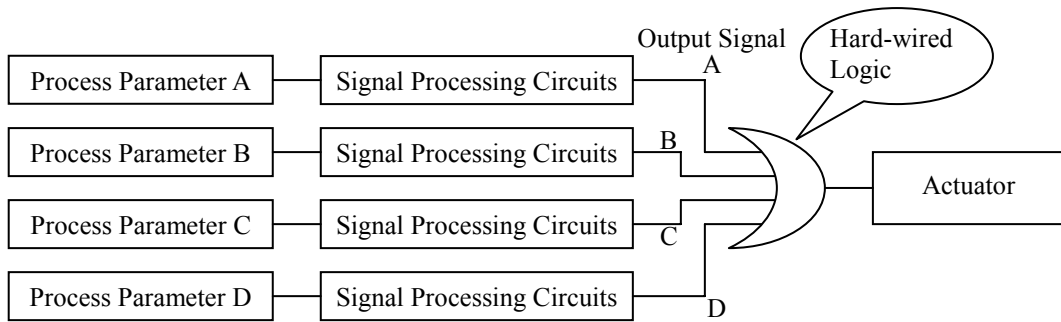 Output Signal
Hard-wired
Logic
Process Parameter A
Signal Processing Circuits
A
Process Parameter B
Signal Processing Circuits
B
Actuator
Process Parameter C
Signal Processing Circuits
C
Process Parameter D
Signal Processing Circuits
D